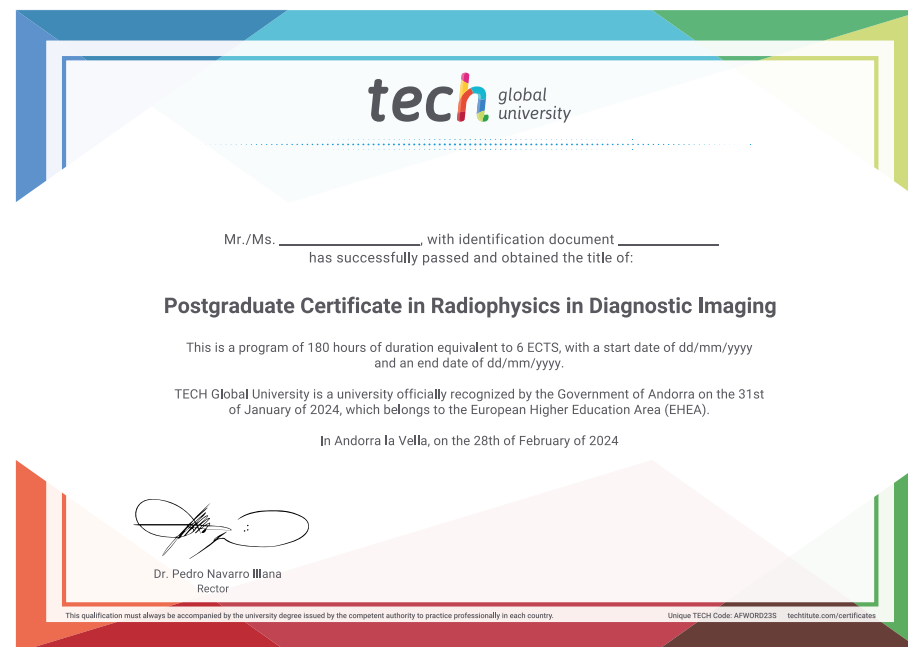 tech global university
Mr./Ms. ____________, with identification document ____________
has successfully passed and obtained the title of:
Postgraduate Certificate in Radiophysics in Diagnostic Imaging
This is a program of 180 hours of duration equivalent to 6 ECTS, with a start date of dd/mm/yyyy
and an end date of dd/mm/yyyy.
TECH Global University is a university officially recognized by the Government of Andorra on the 31st
of January of 2024, which belongs to the European Higher Education Area (EHEA).
In Andorra la Vella, on the 28th of February of 2024
Dr. Pedro Navarro Illana
Rector
This qualification must always be accompanied by the university degree issued by the competent authority to practice professionally in each country.
Unique TECH Code: AFWORD23S techtitute.com/certificates